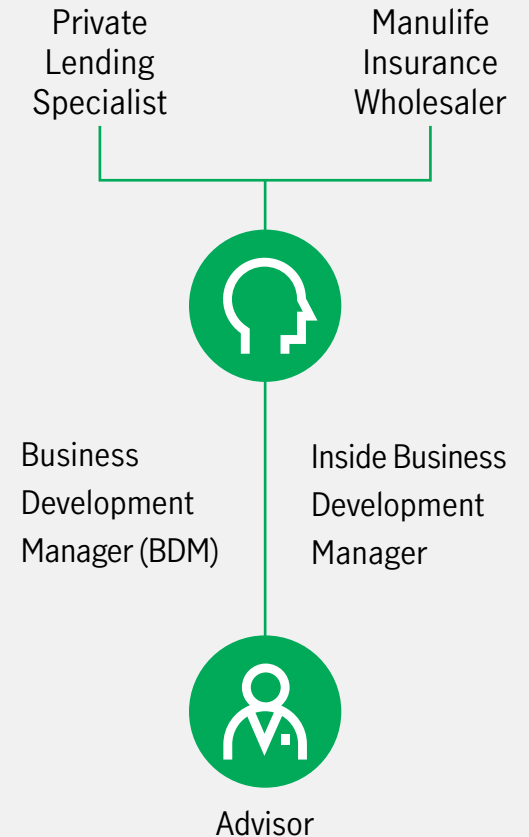 Private
Lending
Specialist
Manulife
Insurance
Wholesaler
Business
Development
Manager (BDM)
Inside Business
Development
Manager
Advisor